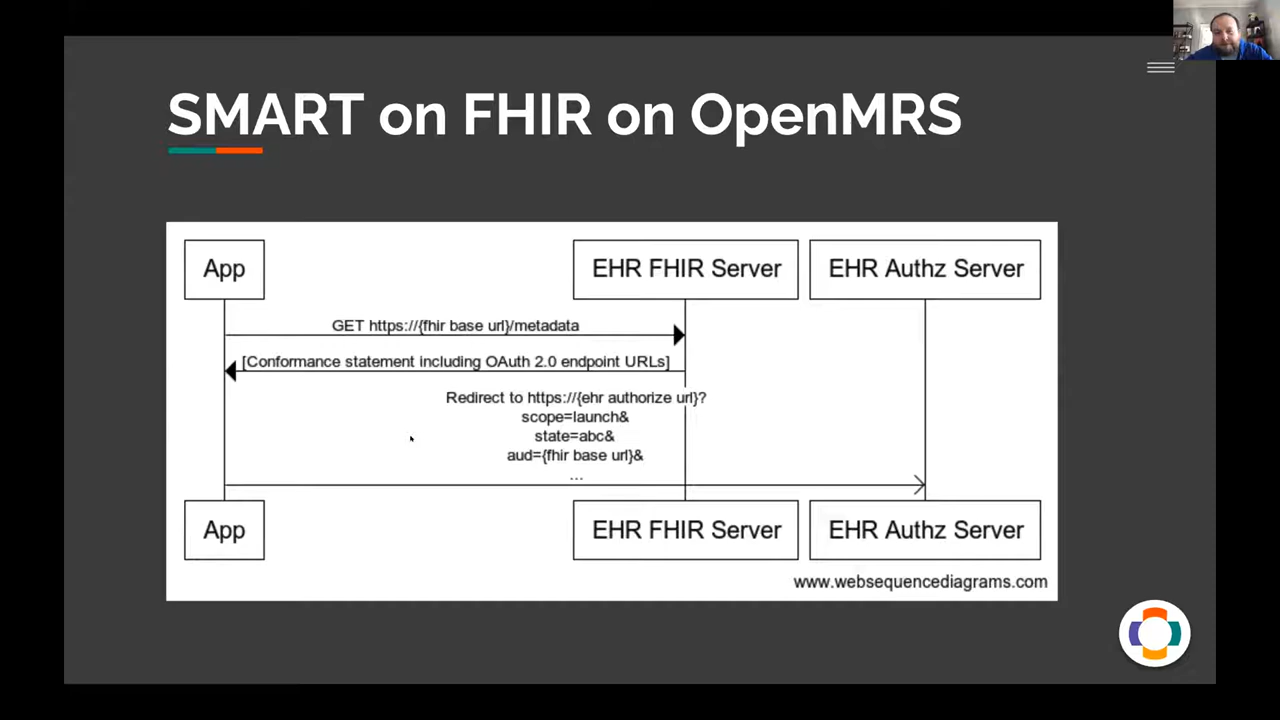 SMART on FHIR on OpenMRS
App
EHR FHIR Server
EHR Authz Server
GET https://{fhir base url}/metadata
[Conformance statement including OAuth 2.0 endpoint URLs]
Redirect to https://{ehr authorize url}?
scope=launch&
state=abc&
aud={fhir base url}&
...
App
EHR FHIR Server
EHR Authz Server
www.websequencediagrams.com